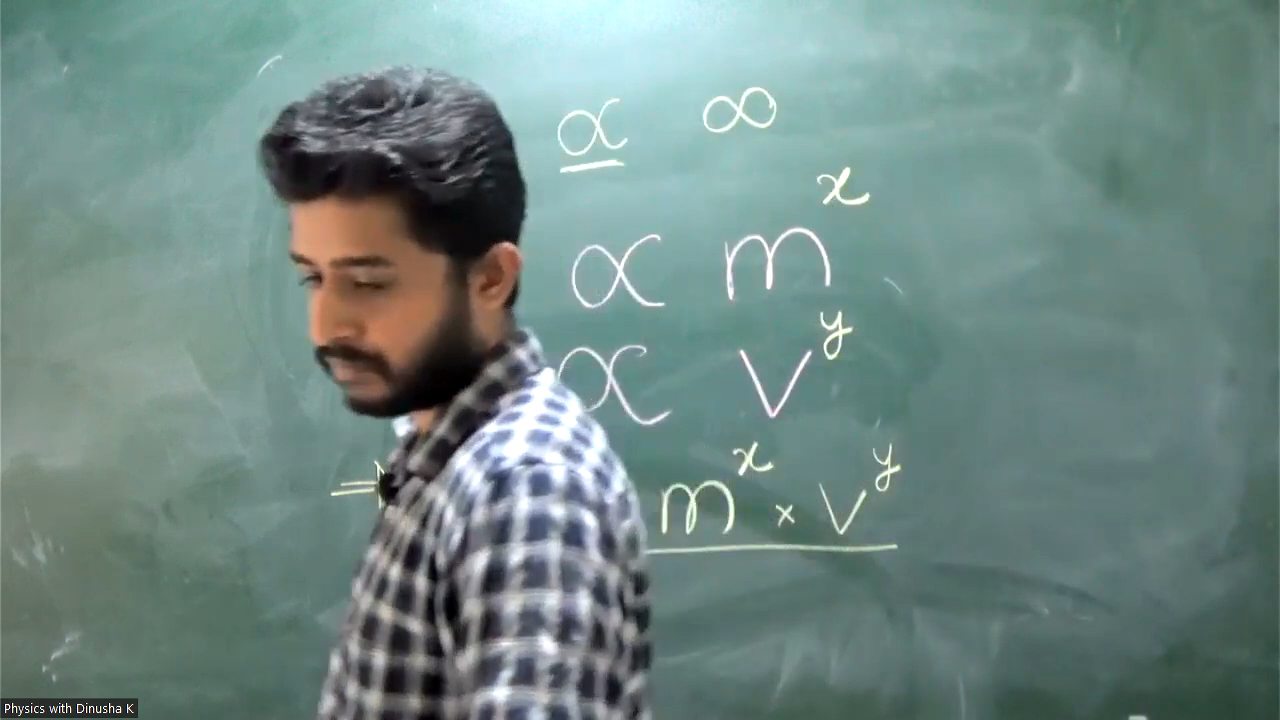 ∝ ∞
∝ m^x
∝ v^y
⇒ m^x × v^y
Physics with Dinusha K